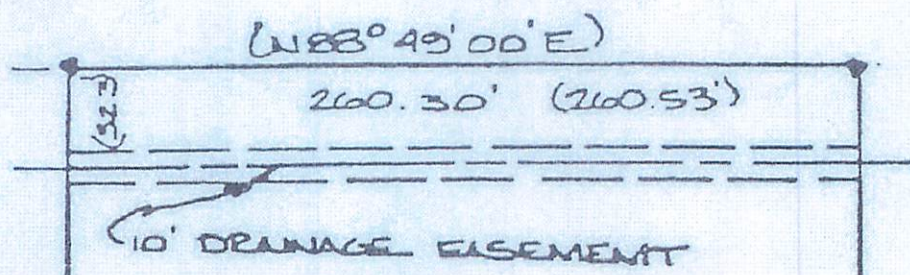 (N88°49'00"E)
260.30' (260.53')
(32.3)
10' DRAINAGE EASEMENT